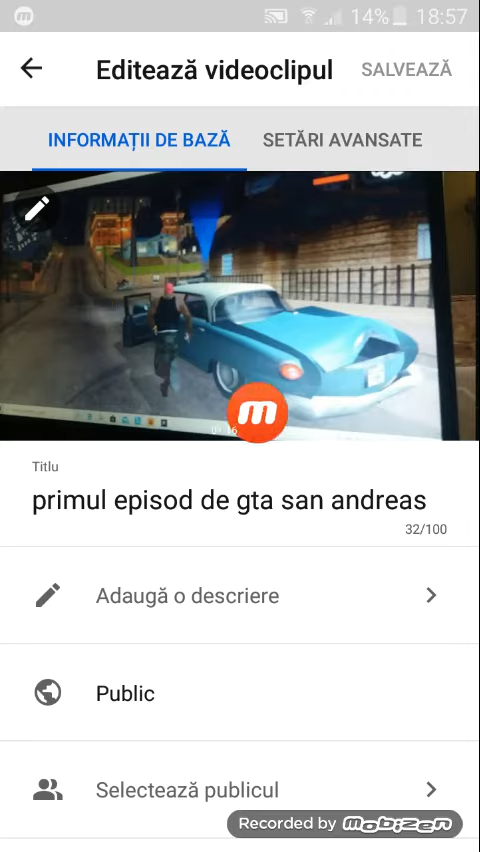 14% 18:57
Editează videoclipul SALVEAZĂ
INFORMAȚII DE BAZĂ SETĂRI AVANSATE
Titlu
primul episod de gta san andreas
32/100
Adaugă o descriere
Public
Selectează publicul
Recorded by mobizen